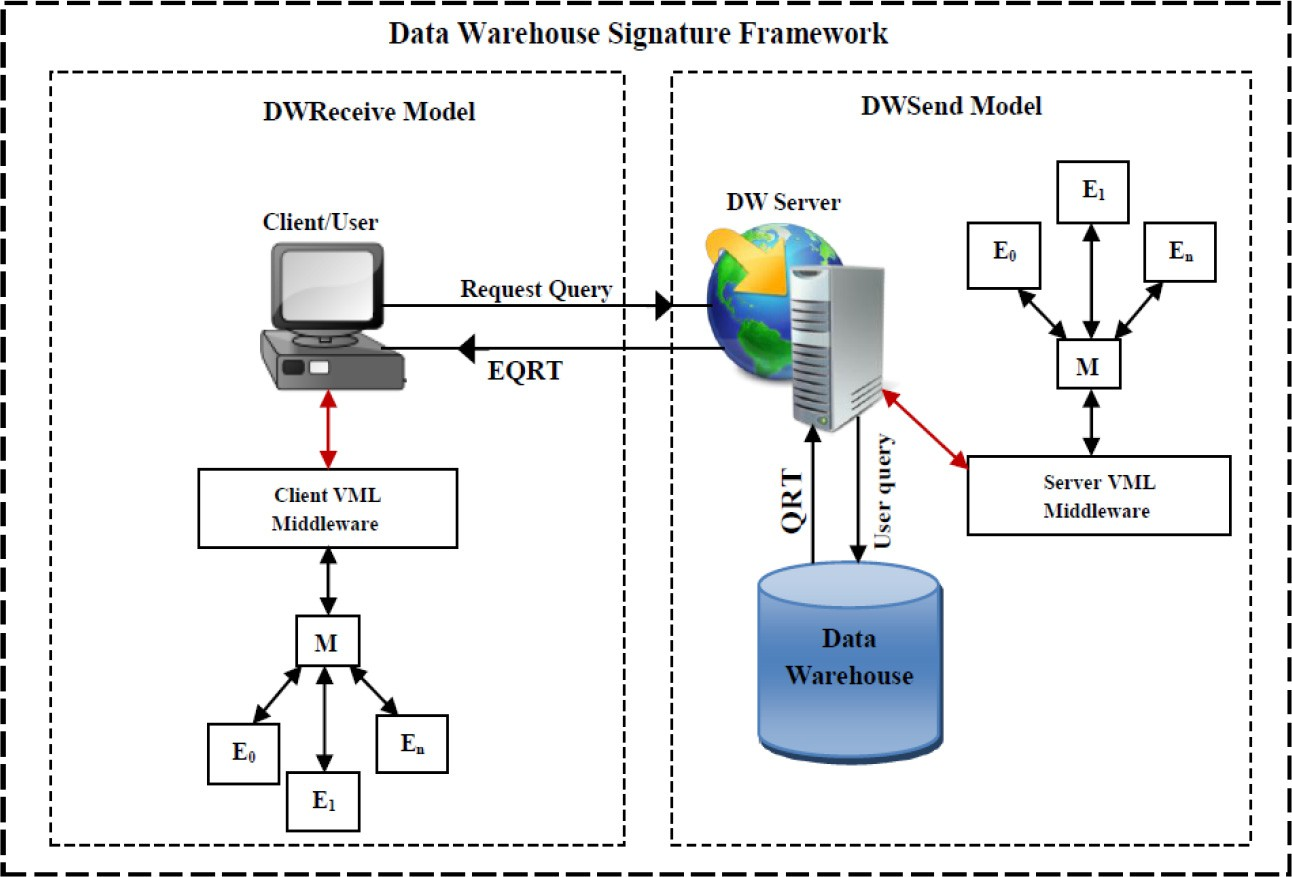 Data Warehouse Signature Framework
DWReceive Model
Client/User
Request Query
EQRT
Client VML
Middleware
M
E₀
E₁
Eₙ
DWSend Model
DW Server
E₁
E₀
Eₙ
M
Server VML
Middleware
QRT
User query
Data
Warehouse